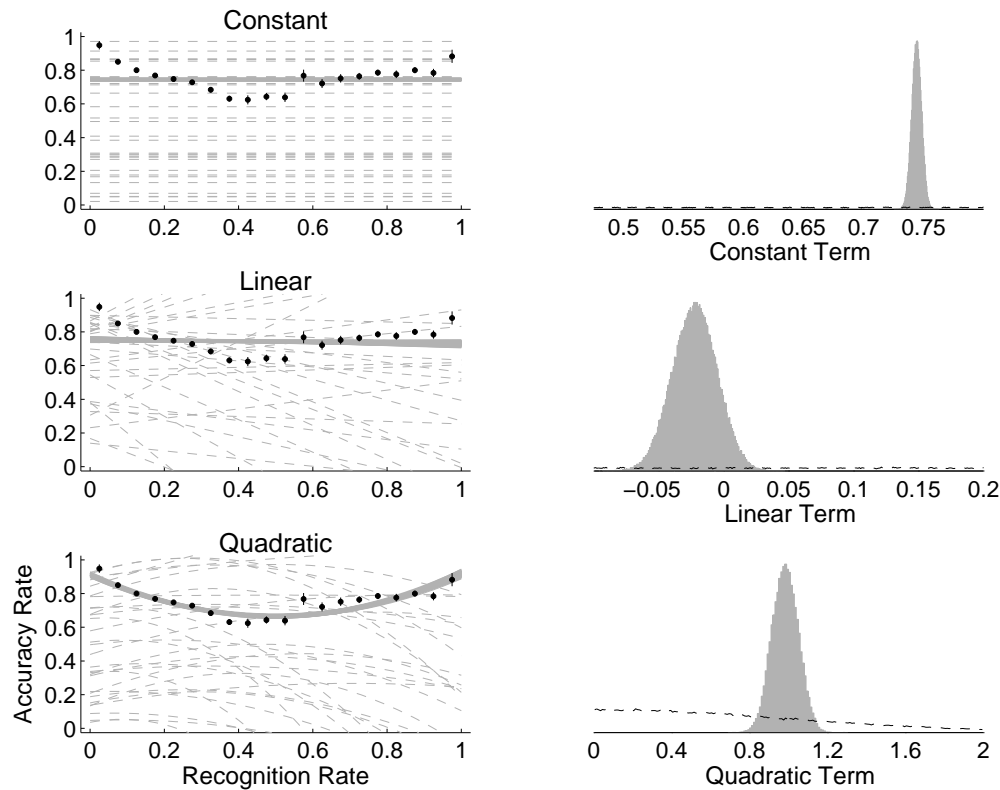 Constant
1
0.8
0.6
0.4
0.2
0
0 0.2 0.4 0.6 0.8 1
0.5 0.55 0.6 0.65 0.7 0.75
Constant Term
Linear
1
0.8
0.6
0.4
0.2
0
0 0.2 0.4 0.6 0.8 1
−0.05 0 0.05 0.1 0.15 0.2
Linear Term
Quadratic
Accuracy Rate
1
0.8
0.6
0.4
0.2
0
0 0.2 0.4 0.6 0.8 1
Recognition Rate
0 0.4 0.8 1.2 1.6 2
Quadratic Term